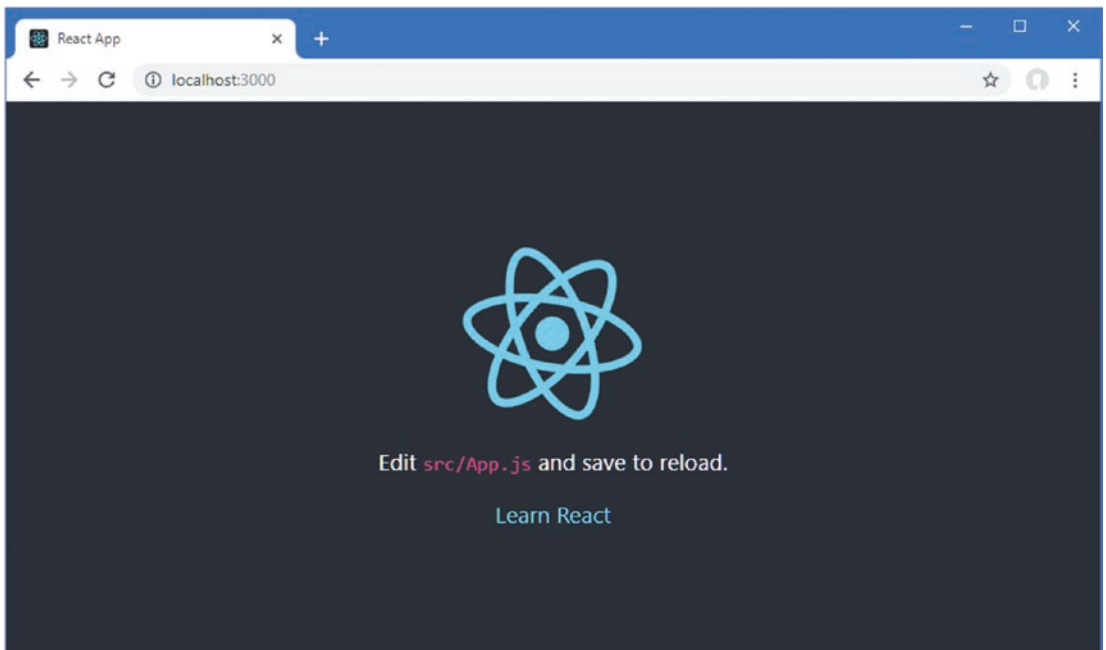 React App
localhost:3000
Edit src/App.js and save to reload.
Learn React